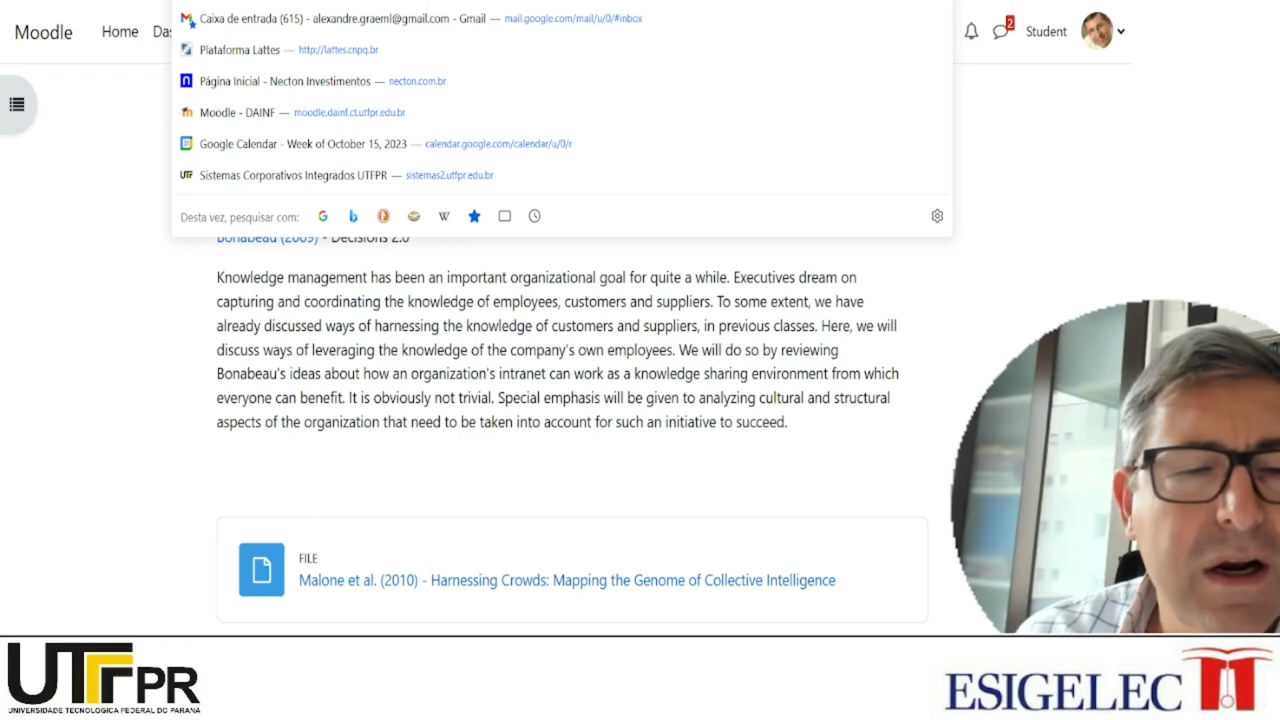 Moodle
Home
Das
2
Student
Caixa de entrada (615) - alexandre.graeml@gmail.com - Gmail — mail.google.com/mail/u/0/#inbox
Plataforma Lattes — http://lattes.cnpq.br
Página Inicial - Necton Investimentos — necton.com.br
Moodle - DAINF — moodle.dainf.ct.utfpr.edu.br
Google Calendar - Week of October 15, 2023 — calendar.google.com/calendar/u/0/r
Sistemas Corporativos Integrados UTFPR — sistemas2.utfpr.edu.br
Desta vez, pesquisar com:
Bonabeau (2009) - Decisions 2.0
Knowledge management has been an important organizational goal for quite a while. Executives dream on
capturing and coordinating the knowledge of employees, customers and suppliers. To some extent, we have
already discussed ways of harnessing the knowledge of customers and suppliers, in previous classes. Here, we will
discuss ways of leveraging the knowledge of the company's own employees. We will do so by reviewing
Bonabeau's ideas about how an organization's intranet can work as a knowledge sharing environment from which
everyone can benefit. It is obviously not trivial. Special emphasis will be given to analyzing cultural and structural
aspects of the organization that need to be taken into account for such an initiative to succeed.
FILE
Malone et al. (2010) - Harnessing Crowds: Mapping the Genome of Collective Intelligence
UTFPR
UNIVERSIDADE TECNOLÓGICA FEDERAL DO PARANÁ
ESIGELEC